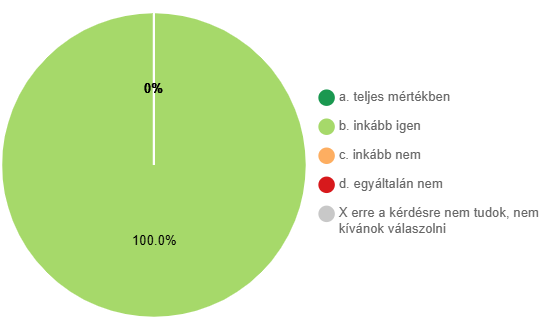 0%
100.0%
a. teljes mértékben
b. inkább igen
c. inkább nem
d. egyáltalán nem
X erre a kérdésre nem tudok, nem
kívánok válaszolni